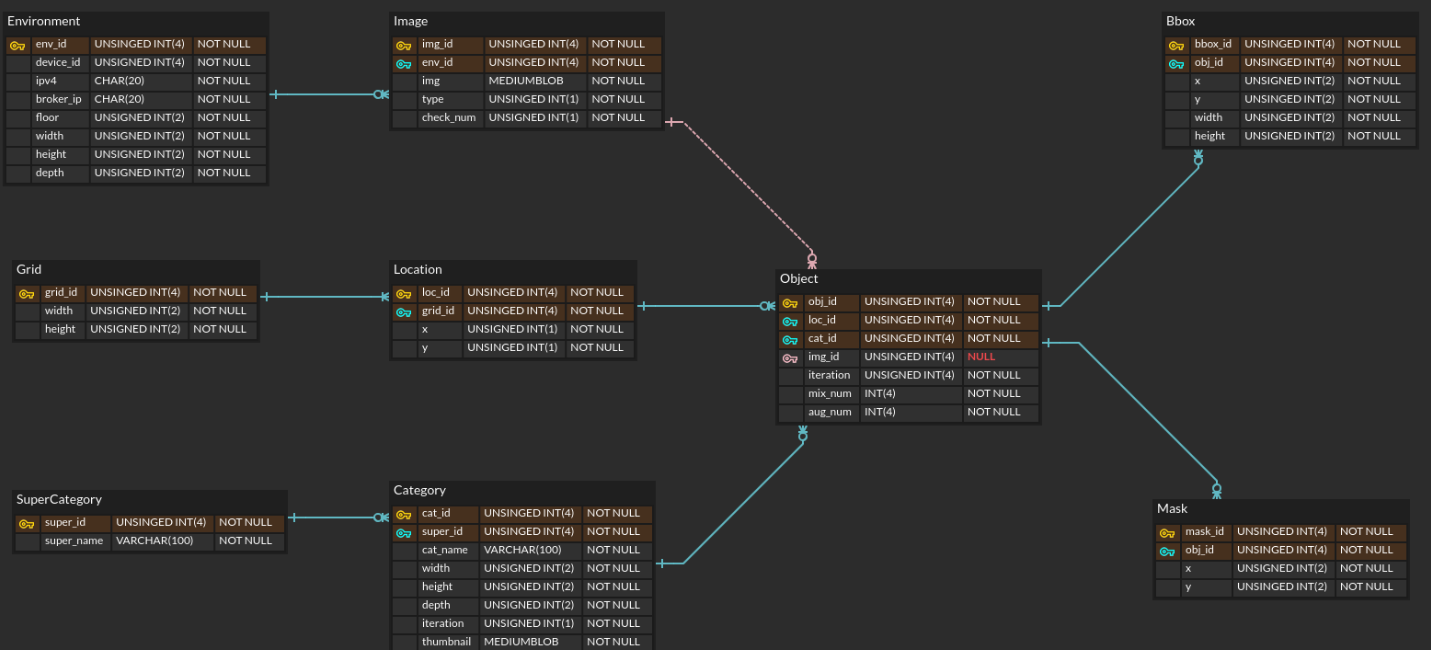 Environment
env_id UNSINGED INT(4) NOT NULL
device_id UNSIGNED INT(4) NOT NULL
ipv4 CHAR(20) NOT NULL
broker_ip CHAR(20) NOT NULL
floor UNSIGNED INT(2) NOT NULL
width UNSIGNED INT(2) NOT NULL
height UNSIGNED INT(2) NOT NULL
depth UNSIGNED INT(2) NOT NULL
Image
img_id UNSINGED INT(4) NOT NULL
env_id UNSINGED INT(4) NOT NULL
img MEDIUMBLOB NOT NULL
type UNSINGED INT(1) NOT NULL
check_num UNSIGNED INT(1) NOT NULL
Bbox
bbox_id UNSINGED INT(4) NOT NULL
obj_id UNSINGED INT(4) NOT NULL
x UNSIGNED INT(2) NOT NULL
y UNSINGED INT(2) NOT NULL
width UNSINGED INT(2) NOT NULL
height UNSINGED INT(2) NOT NULL
Grid
grid_id UNSINGED INT(4) NOT NULL
width UNSIGNED INT(2) NOT NULL
height UNSIGNED INT(2) NOT NULL
Location
loc_id UNSINGED INT(4) NOT NULL
grid_id UNSINGED INT(4) NOT NULL
x UNSIGNED INT(1) NOT NULL
y UNSINGED INT(1) NOT NULL
Object
obj_id UNSINGED INT(4) NOT NULL
loc_id UNSINGED INT(4) NOT NULL
cat_id UNSINGED INT(4) NOT NULL
img_id UNSINGED INT(4) NULL
iteration UNSIGNED INT(4) NOT NULL
mix_num INT(4) NOT NULL
aug_num INT(4) NOT NULL
SuperCategory
super_id UNSINGED INT(4) NOT NULL
super_name VARCHAR(100) NOT NULL
Category
cat_id UNSINGED INT(4) NOT NULL
super_id UNSINGED INT(4) NOT NULL
cat_name VARCHAR(100) NOT NULL
width UNSIGNED INT(2) NOT NULL
height UNSIGNED INT(2) NOT NULL
depth UNSIGNED INT(2) NOT NULL
iteration UNSIGNED INT(1) NOT NULL
thumbnail MEDIUMBLOB NOT NULL
Mask
mask_id UNSINGED INT(4) NOT NULL
obj_id UNSINGED INT(4) NOT NULL
x UNSIGNED INT(2) NOT NULL
y UNSINGED INT(2) NOT NULL